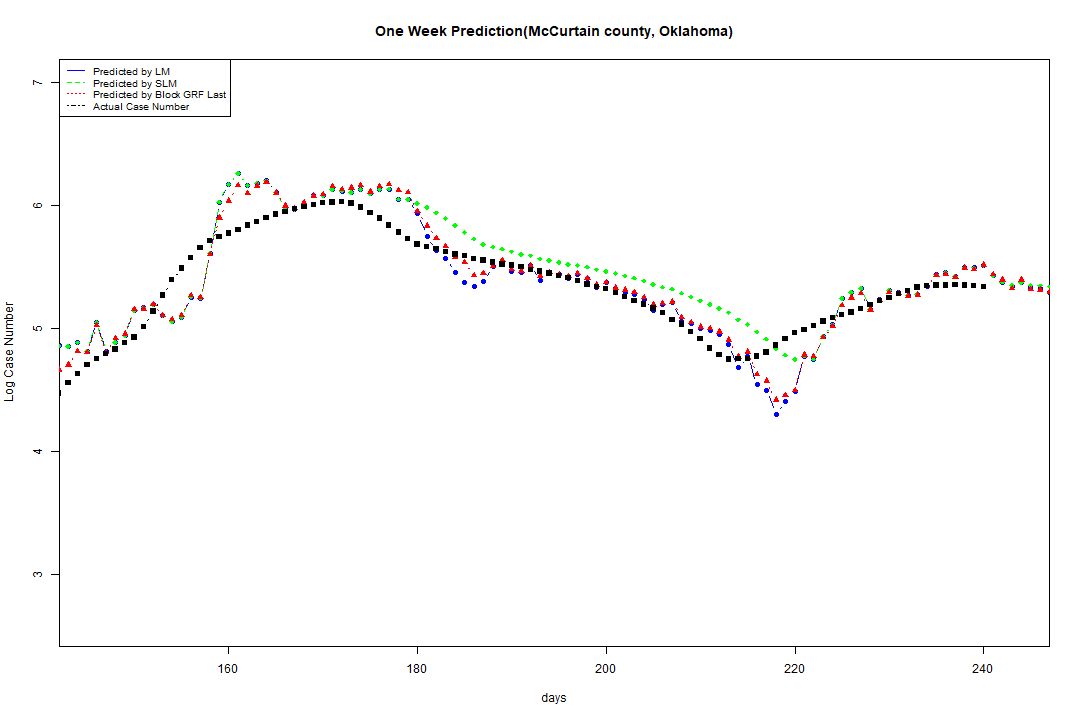 One Week Prediction(McCurtain county, Oklahoma)
Predicted by LM
Predicted by SLM
Predicted by Block GRF Last
Actual Case Number
7
6
5
4
3
Log Case Number
160 180 200 220 240
days